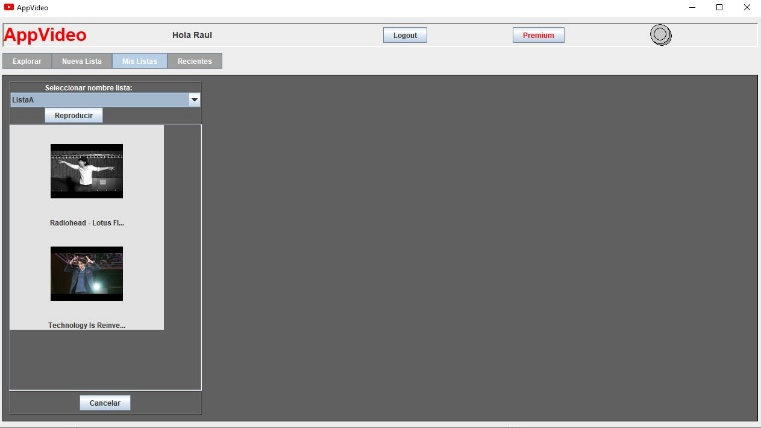 AppVideo
AppVideo
Hola Raul
Logout
Premium
Explorar
Nueva Lista
Mis Listas
Recientes
Seleccionar nombre lista:
ListaA
Reproducir
Radiohead - Lotus Fl...
Technology Is Reinve...
Cancelar